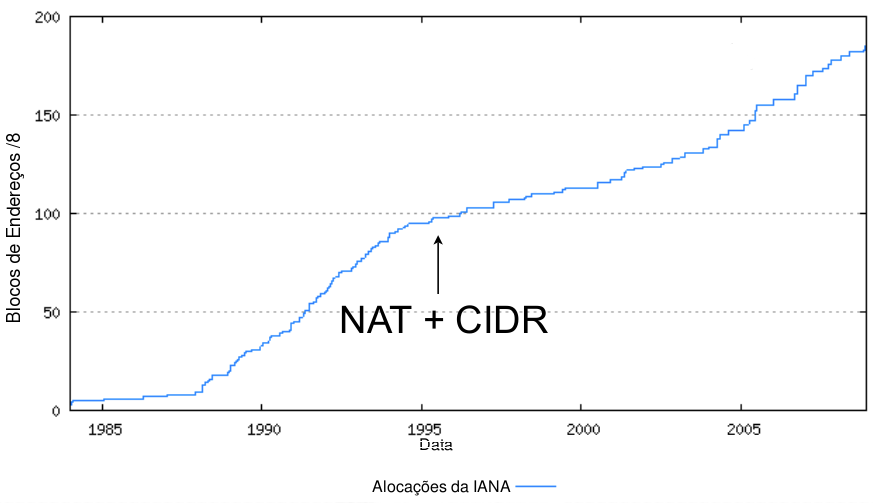 200
150
100
50
0
Blocos de Endereços /8
NAT + CIDR
1985 1990 1995 2000 2005
Data
Alocações da IANA